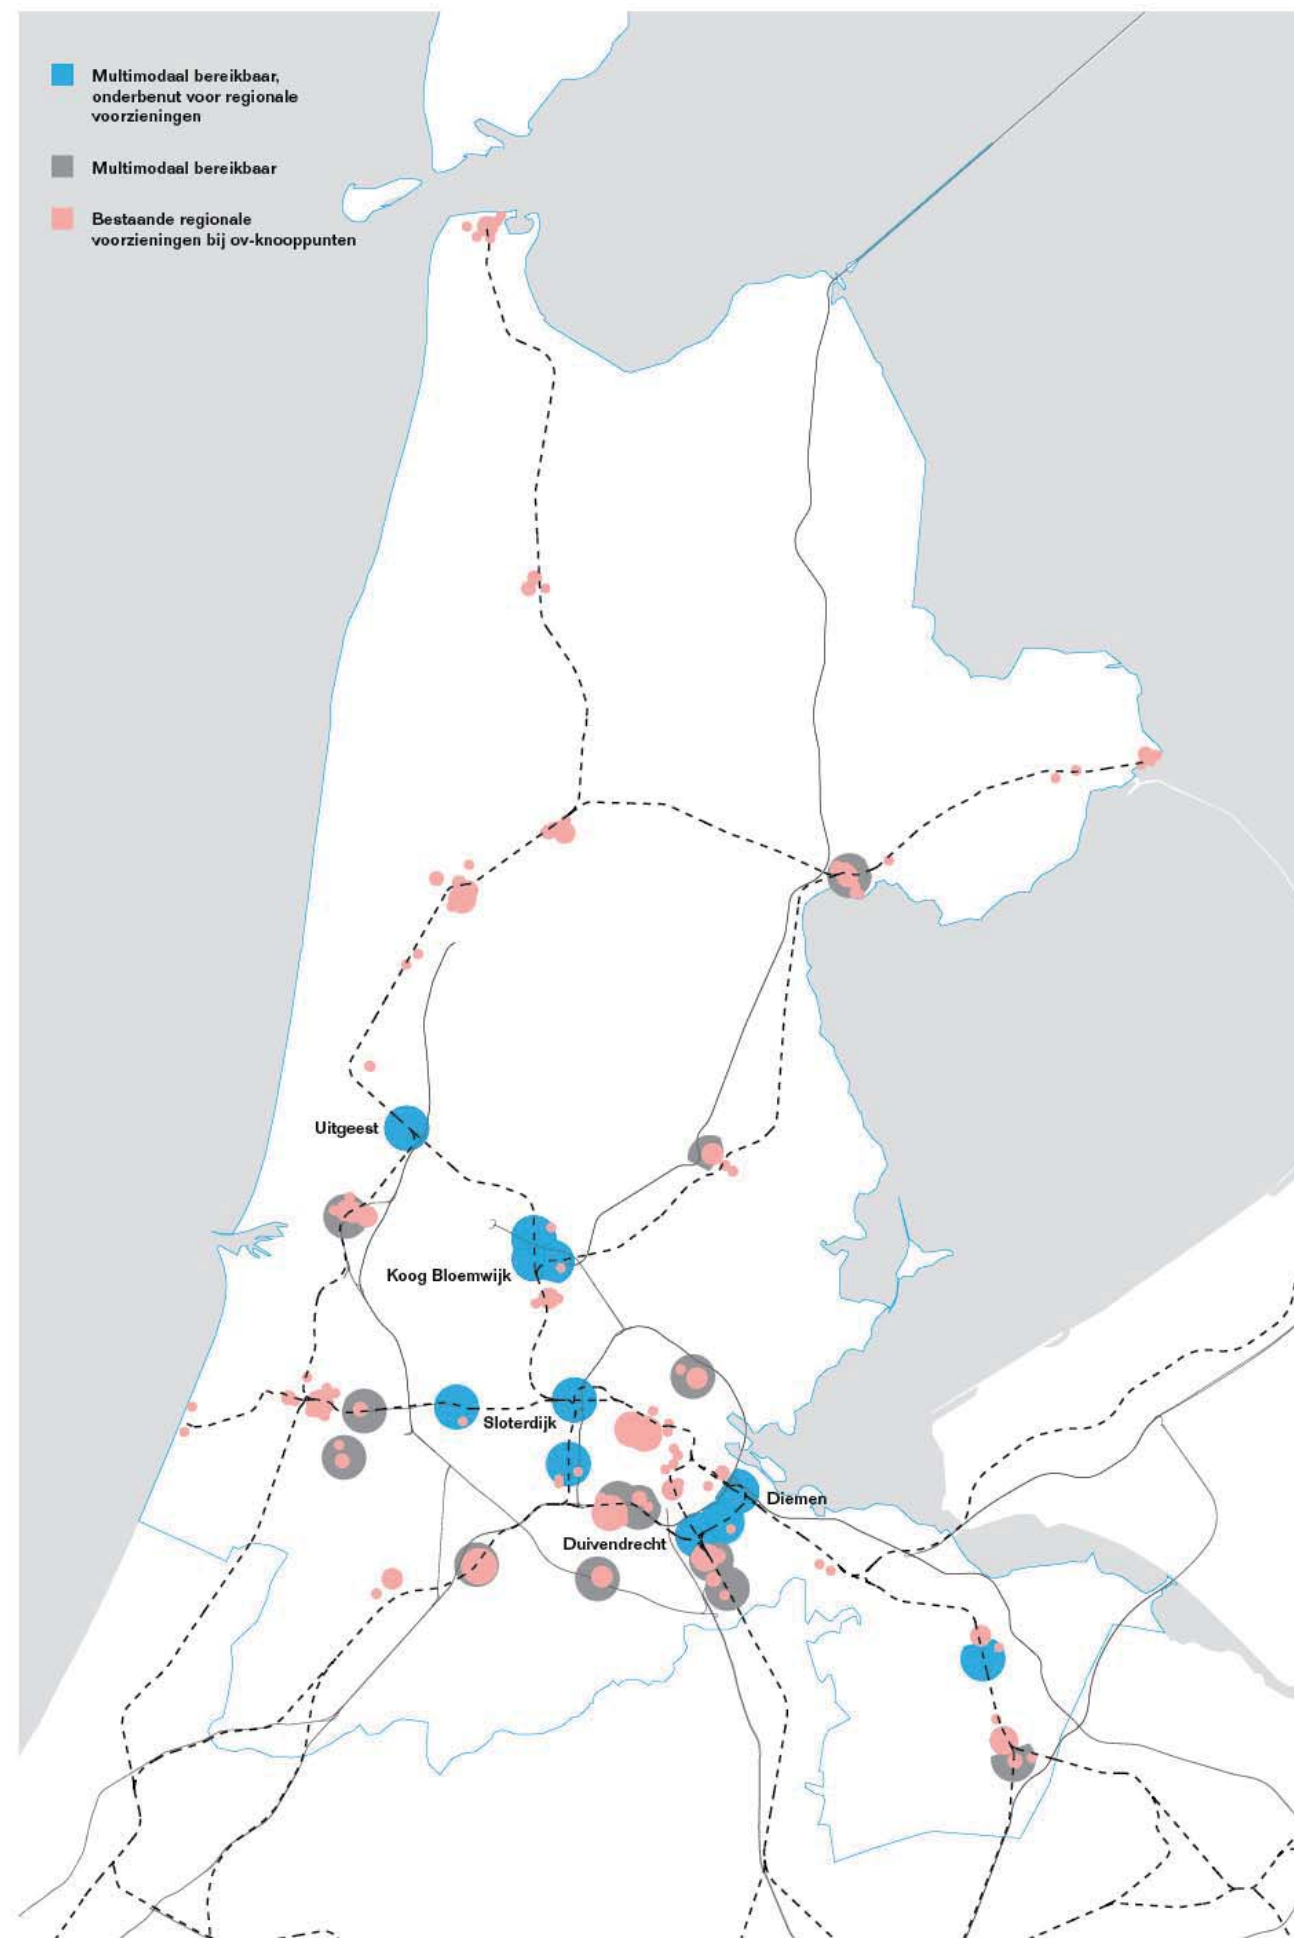 Multimodaal bereikbaar,
onderbenut voor regionale
voorzieningen
Multimodaal bereikbaar
Bestaande regionale
voorzieningen bij ov-knooppunten
Uitgeest
Koog Bloemwijk
Sloterdijk
Diemen
Duivendrecht